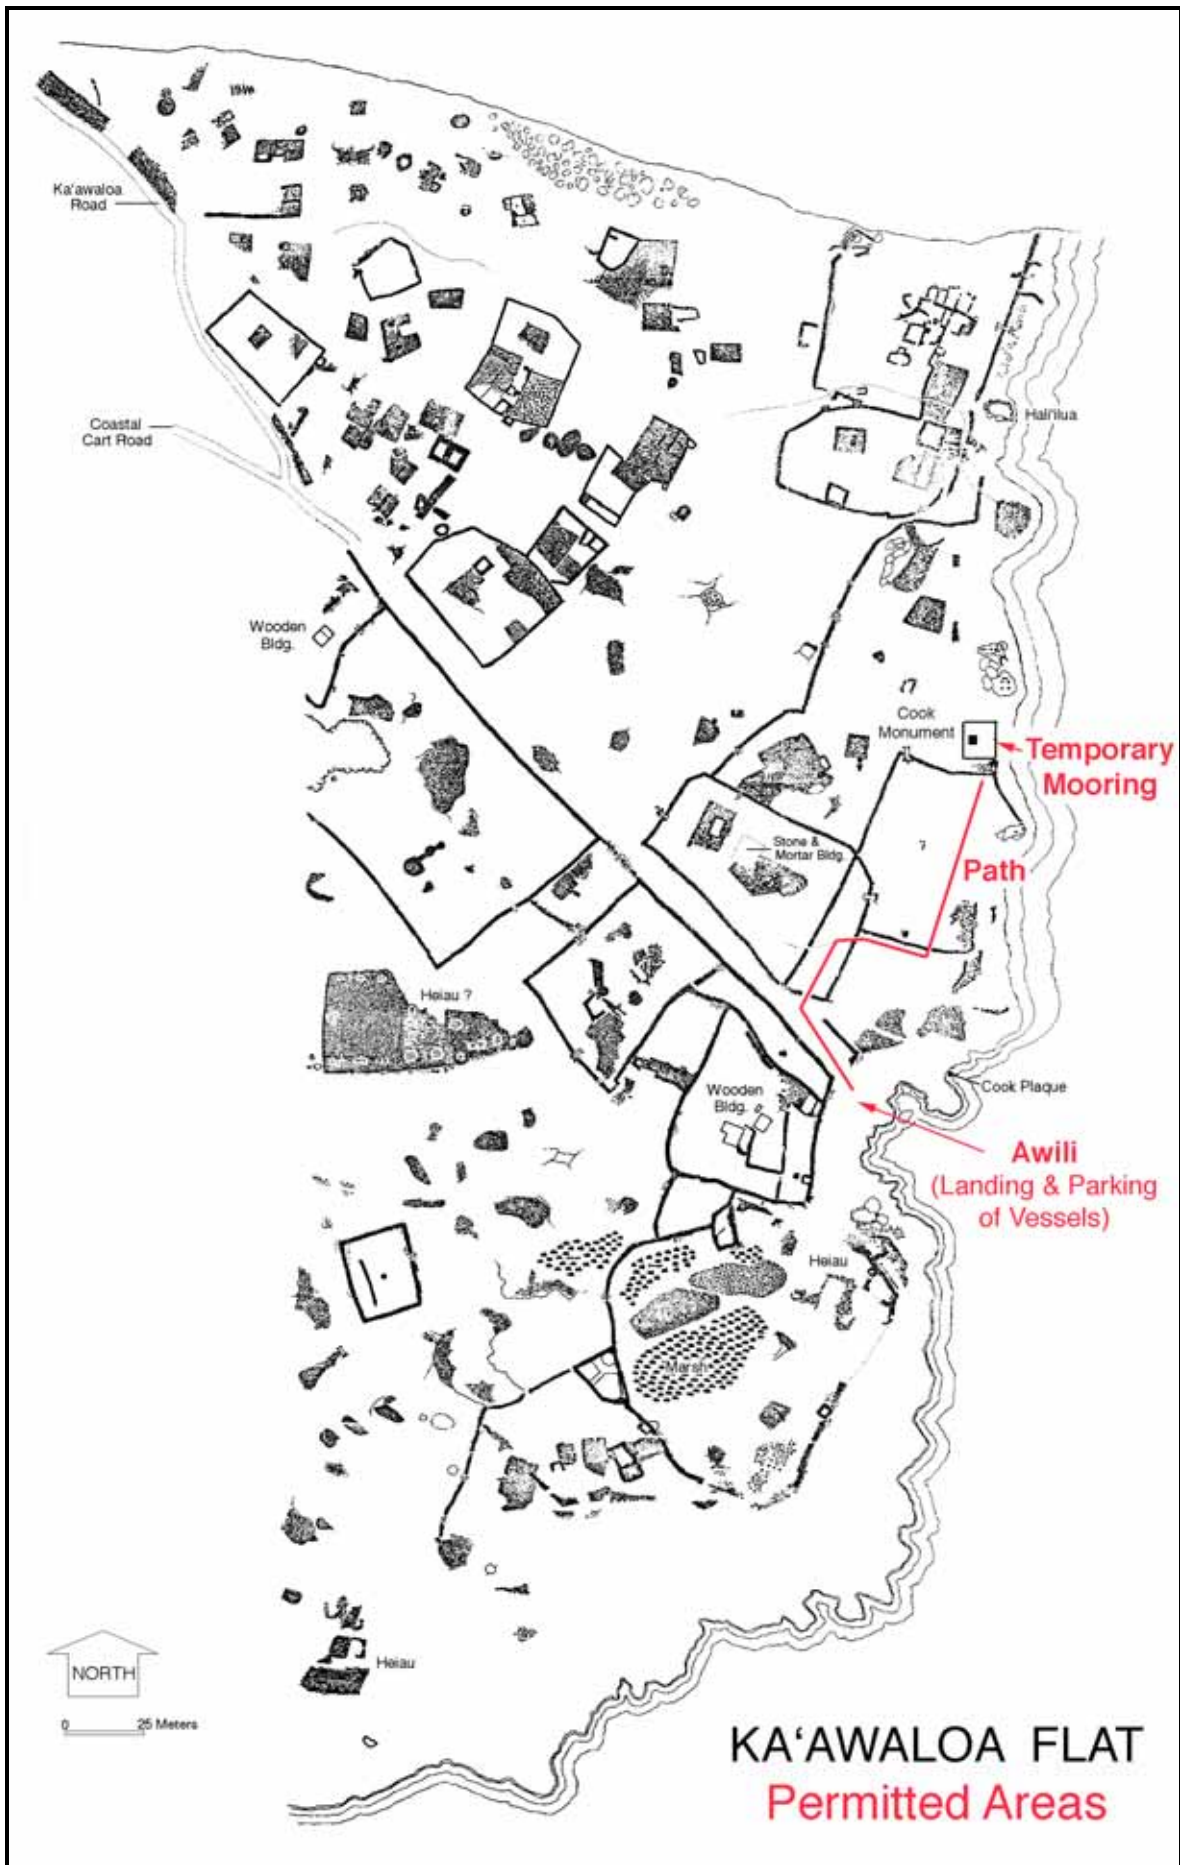 Ka'awaloa
Road
Coastal
Cart Road
Hali'ilua
Wooden
Bldg.
Cook
Monument
Temporary
Mooring
Stone &
Mortar Bldg.
?
Path
Heiau ?
Cook Plaque
Wooden
Bldg.
Awili
(Landing & Parking
of Vessels)
Heiau
Marsh
Heiau
NORTH
0 25 Meters
KA'AWALOA FLAT
Permitted Areas